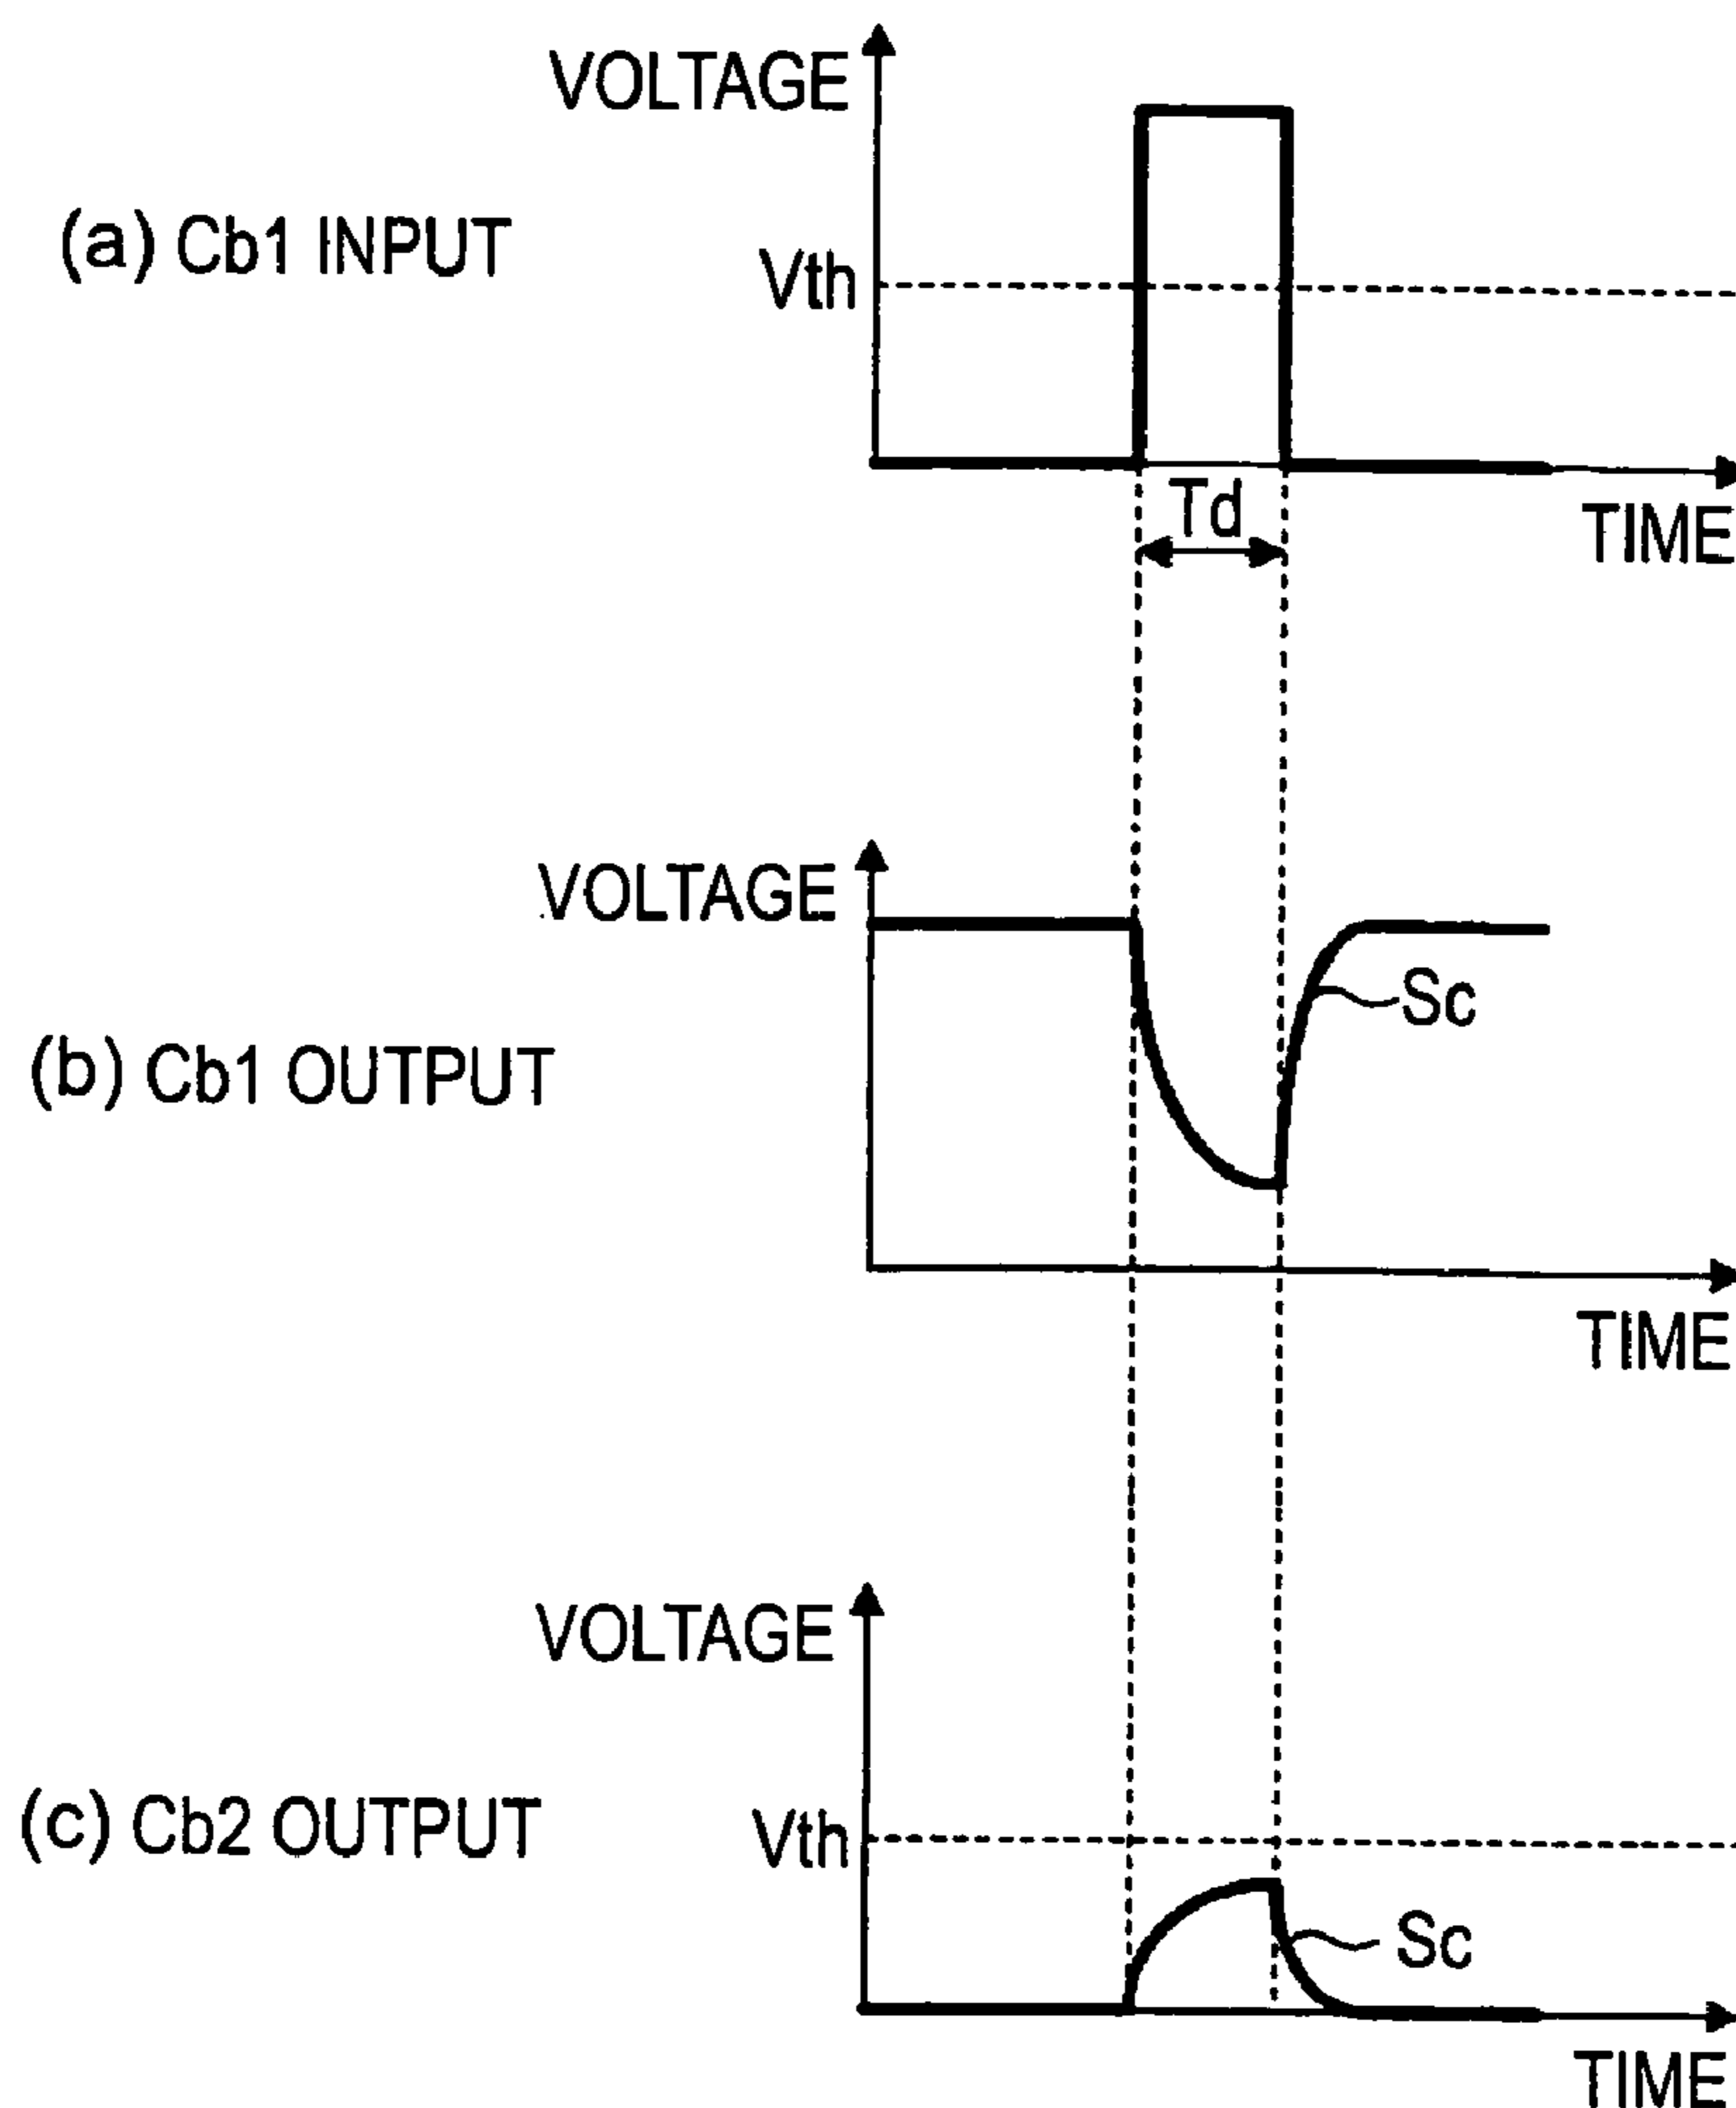 VOLTAGE
(a) Cb1 INPUT
Vth
Td
TIME
VOLTAGE
Sc
(b) Cb1 OUTPUT
TIME
VOLTAGE
(c) Cb2 OUTPUT
Vth
Sc
TIME